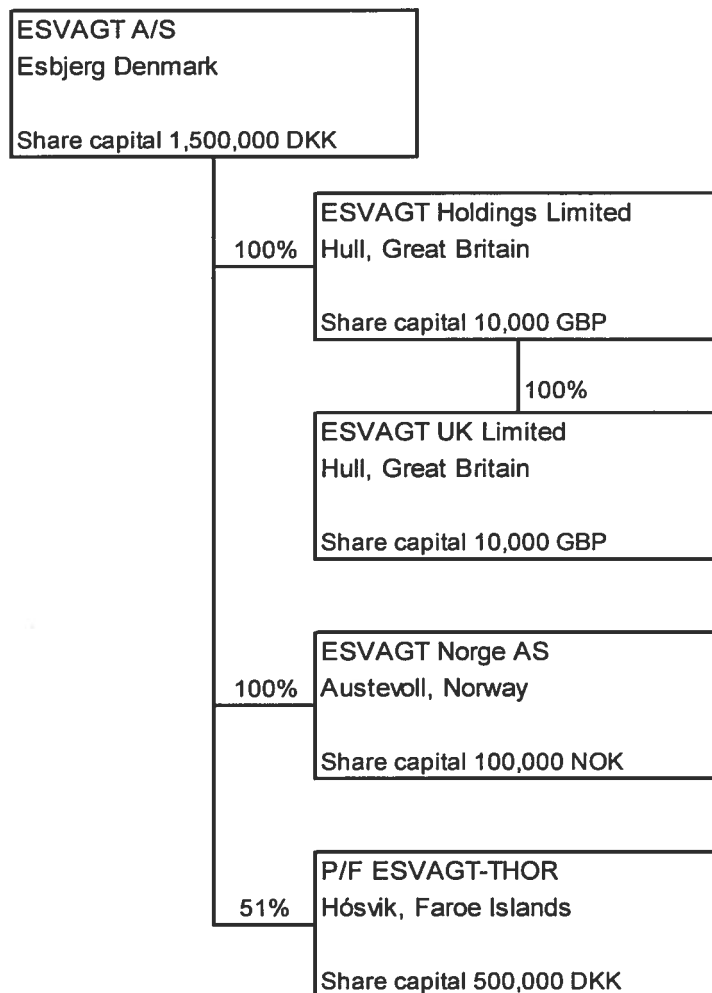 ESVAGT A/S
Esbjerg Denmark
Share capital 1,500,000 DKK
ESVAGT Holdings Limited
100%
Hull, Great Britain
Share capital 10,000 GBP
100%
ESVAGT UK Limited
Hull, Great Britain
Share capital 10,000 GBP
ESVAGT Norge AS
100%
Austevoll, Norway
Share capital 100,000 NOK
P/F ESVAGT-THOR
51%
Hósvik, Faroe Islands
Share capital 500,000 DKK